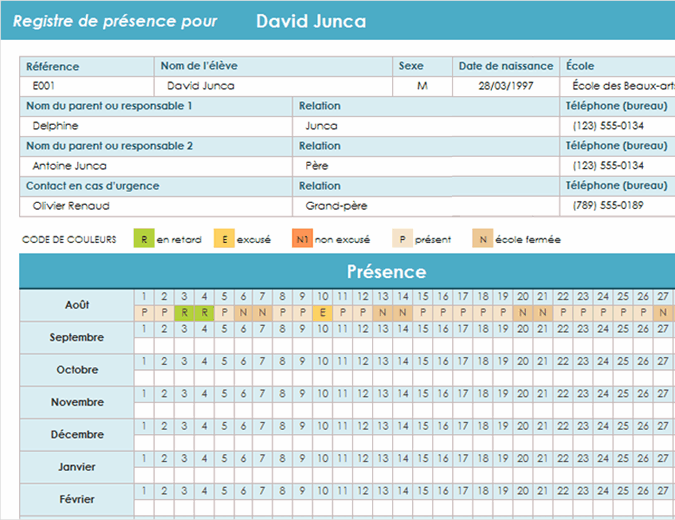 Registre de présence pour David Junca
Référence Nom de l'élève Sexe Date de naissance École
E001 David Junca M 28/03/1997 École des Beaux-arts
Nom du parent ou responsable 1 Relation Téléphone (bureau)
Delphine Junca (123) 555-0134
Nom du parent ou responsable 2 Relation Téléphone (bureau)
Antoine Junca Père (123) 555-0134
Contact en cas d'urgence Relation Téléphone (bureau)
Olivier Renaud Grand-père (789) 555-0189
CODE DE COULEURS R en retard E excusé N1 non excusé P présent N école fermée
Présence
Août 1 2 3 4 5 6 7 8 9 10 11 12 13 14 15 16 17 18 19 20 21 22 23 24 25 26 27
P P R R P N N P P E P P N N P P P P P N N P P P P P N
Septembre 1 2 3 4 5 6 7 8 9 10 11 12 13 14 15 16 17 18 19 20 21 22 23 24 25 26 27
Octobre 1 2 3 4 5 6 7 8 9 10 11 12 13 14 15 16 17 18 19 20 21 22 23 24 25 26 27
Novembre 1 2 3 4 5 6 7 8 9 10 11 12 13 14 15 16 17 18 19 20 21 22 23 24 25 26 27
Décembre 1 2 3 4 5 6 7 8 9 10 11 12 13 14 15 16 17 18 19 20 21 22 23 24 25 26 27
Janvier 1 2 3 4 5 6 7 8 9 10 11 12 13 14 15 16 17 18 19 20 21 22 23 24 25 26 27
Février 1 2 3 4 5 6 7 8 9 10 11 12 13 14 15 16 17 18 19 20 21 22 23 24 25 26 27